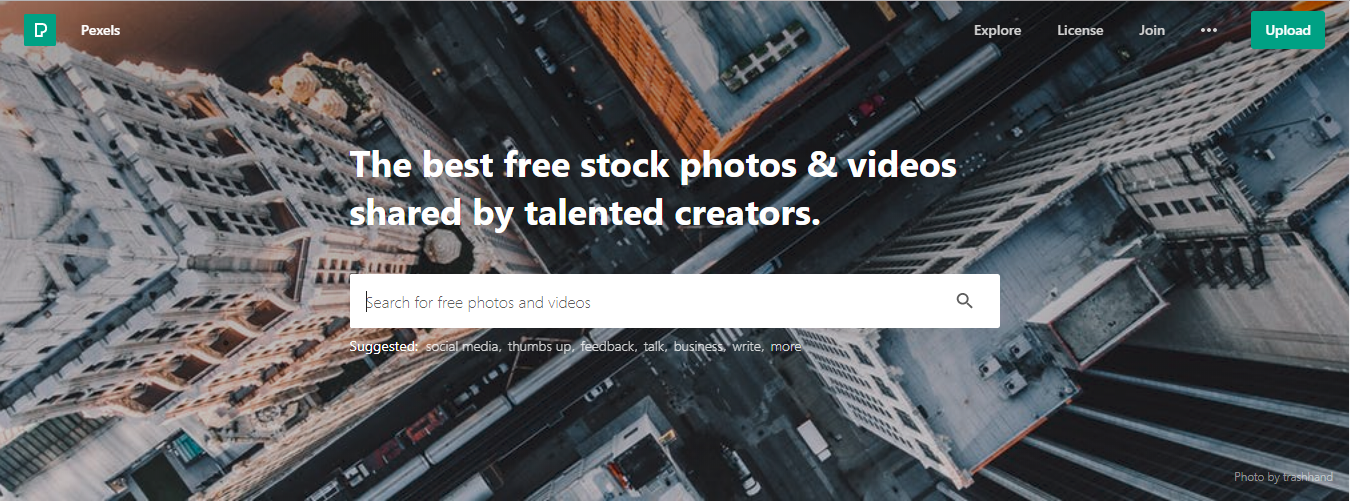 Pexels
Explore
License
Join
Upload
The best free stock photos & videos
shared by talented creators.
Search for free photos and videos
Suggested: social media, thumbs up, feedback, talk, business, write, more
Photo by trashhand